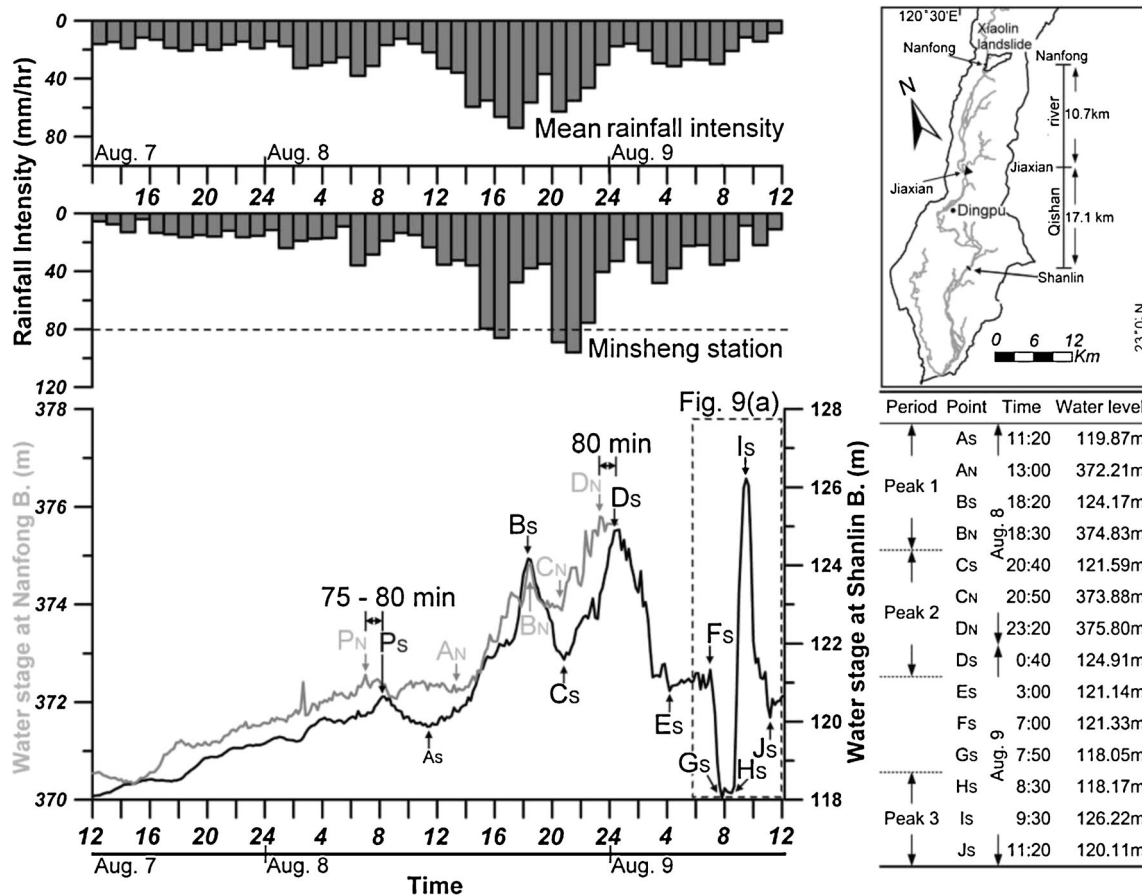 0
40
80
Mean rainfall intensity
Aug. 7 Aug. 8 Aug. 9
16 20 24 4 8 12 16 20 24 4 8 12
Rainfall Intensity (mm/hr)
0
40
80
120
Minsheng station
378
376
374
372
370
Water stage at Nanfong B. (m)
128
126
124
122
120
118
Water stage at Shanlin B. (m)
Fig. 9(a)
80 min
75 - 80 min
PN
PS
AN
AS
BS
BN
CN
CS
DN
DS
ES
FS
GS
HS
IS
JS
12 16 20 24 4 8 12 16 20 24 4 8 12
Aug. 7 Aug. 8 Aug. 9
Time
120°30'E
Xiaolin
landslide
Nanfong
Nanfong
N
river
10.7km
Jiaxian
Jiaxian
Dingpu
Qishan
17.1 km
Shanlin
0 6 12
Km
23°0' N
Period Point Time Water level
Peak 1
Peak 2
Peak 3
Aug. 8
Aug. 9
AS 11:20 119.87m
AN 13:00 372.21m
BS 18:20 124.17m
BN 18:30 374.83m
CS 20:40 121.59m
CN 20:50 373.88m
DN 23:20 375.80m
DS 0:40 124.91m
ES 3:00 121.14m
FS 7:00 121.33m
GS 7:50 118.05m
HS 8:30 118.17m
IS 9:30 126.22m
JS 11:20 120.11m